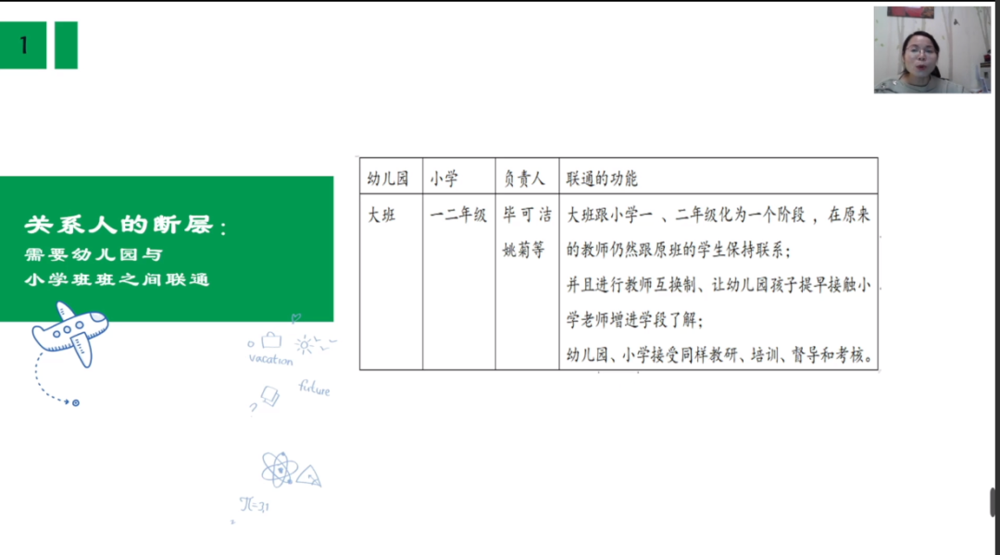 1
关系人的断层：
需要幼儿园与
小学班班之间联通
幼儿园 小学 负责人 联通的功能
大班 一二年级 毕可洁 大班跟小学一、二年级化为一个阶段，在原来
姚菊等 的教师仍然跟原班的学生保持联系；
并且进行教师互换制、让幼儿园孩子提早接触小
学老师增进学段了解；
幼儿园、小学接受同样教研、培训、督导和考核。
vacation
future
π=3,1